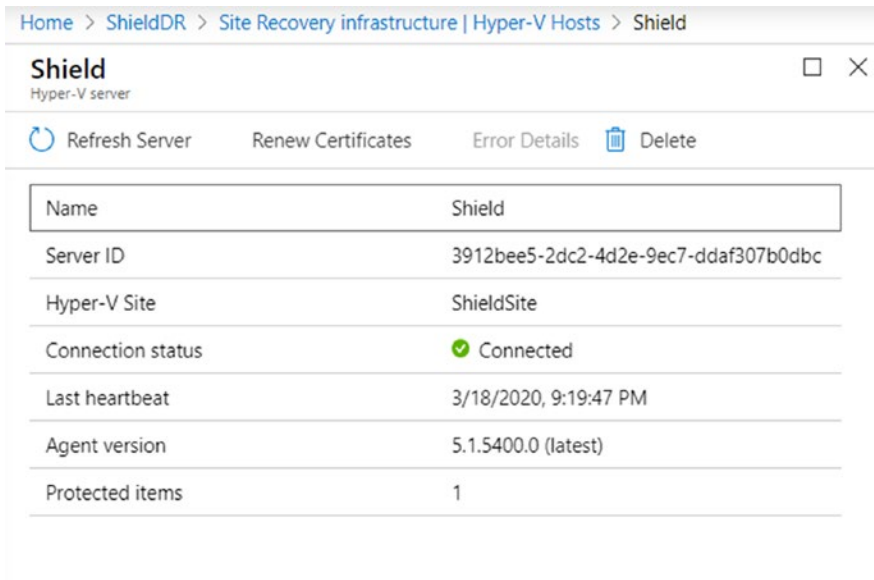 Home > ShieldDR > Site Recovery infrastructure | Hyper-V Hosts > Shield
Shield
Hyper-V server
Refresh Server Renew Certificates Error Details Delete
Name Shield
Server ID 3912bee5-2dc2-4d2e-9ec7-ddaf307b0dbc
Hyper-V Site ShieldSite
Connection status Connected
Last heartbeat 3/18/2020, 9:19:47 PM
Agent version 5.1.5400.0 (latest)
Protected items 1